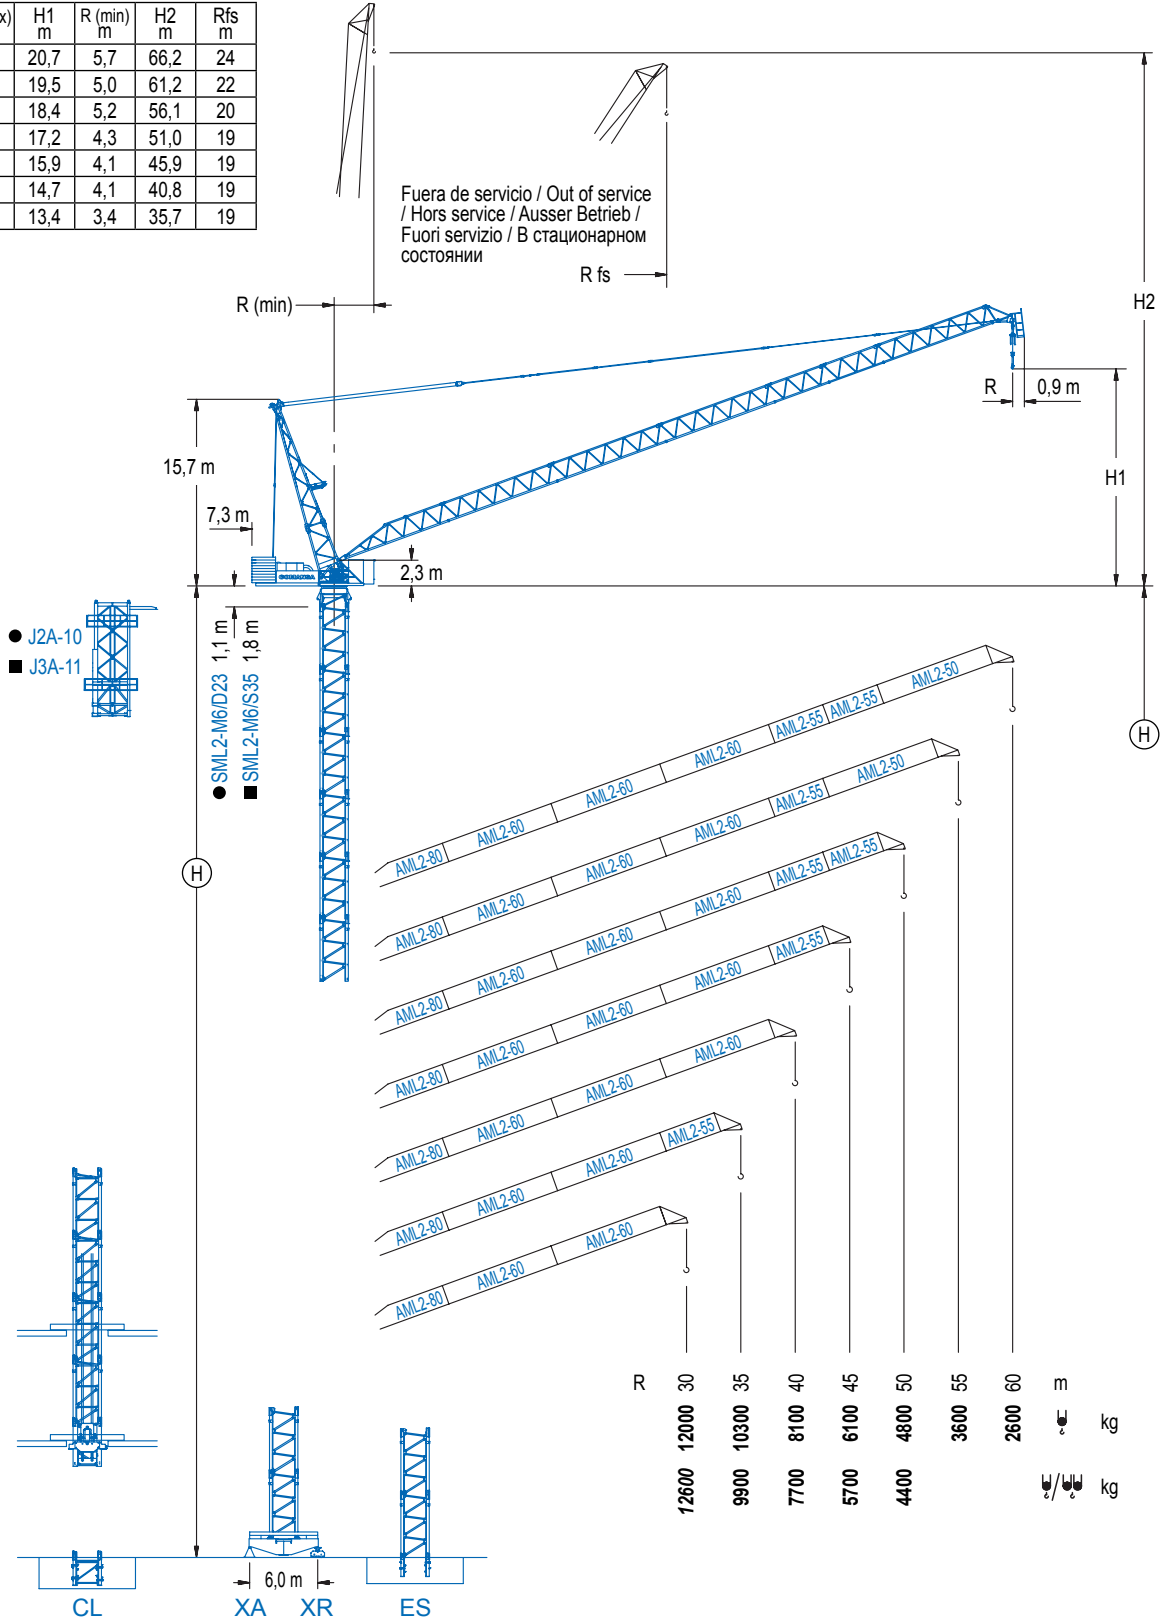 x) H1 R (min) H2 Rfs
m m m m
20,7 5,7 66,2 24
19,5 5,0 61,2 22
18,4 5,2 56,1 20
17,2 4,3 51,0 19
15,9 4,1 45,9 19
14,7 4,1 40,8 19
13,4 3,4 35,7 19
Fuera de servicio / Out of service
/ Hors service / Ausser Betrieb /
Fuori servizio / В стационарном
состоянии
R fs
R (min)
H2
R 0,9 m
15,7 m
H1
7,3 m
COMANSA
2,3 m
● J2A-10
■ J3A-11
● SML2-M6/D23 1,1 m
■ SML2-M6/S35 1,8 m
H
H
AML2-80 AML2-60 AML2-60 AML2-60 AML2-55 AML2-55 AML2-50
AML2-80 AML2-60 AML2-60 AML2-60 AML2-55 AML2-50
AML2-80 AML2-60 AML2-60 AML2-60 AML2-55 AML2-55
AML2-80 AML2-60 AML2-60 AML2-60 AML2-55
AML2-80 AML2-60 AML2-60 AML2-60
AML2-80 AML2-60 AML2-60 AML2-55
AML2-80 AML2-60 AML2-60
R 30 35 40 45 50 55 60 m
12000 10300 8100 6100 4800 3600 2600 kg
12600 9900 7700 5700 4400 / kg
6,0 m
CL XA XR ES